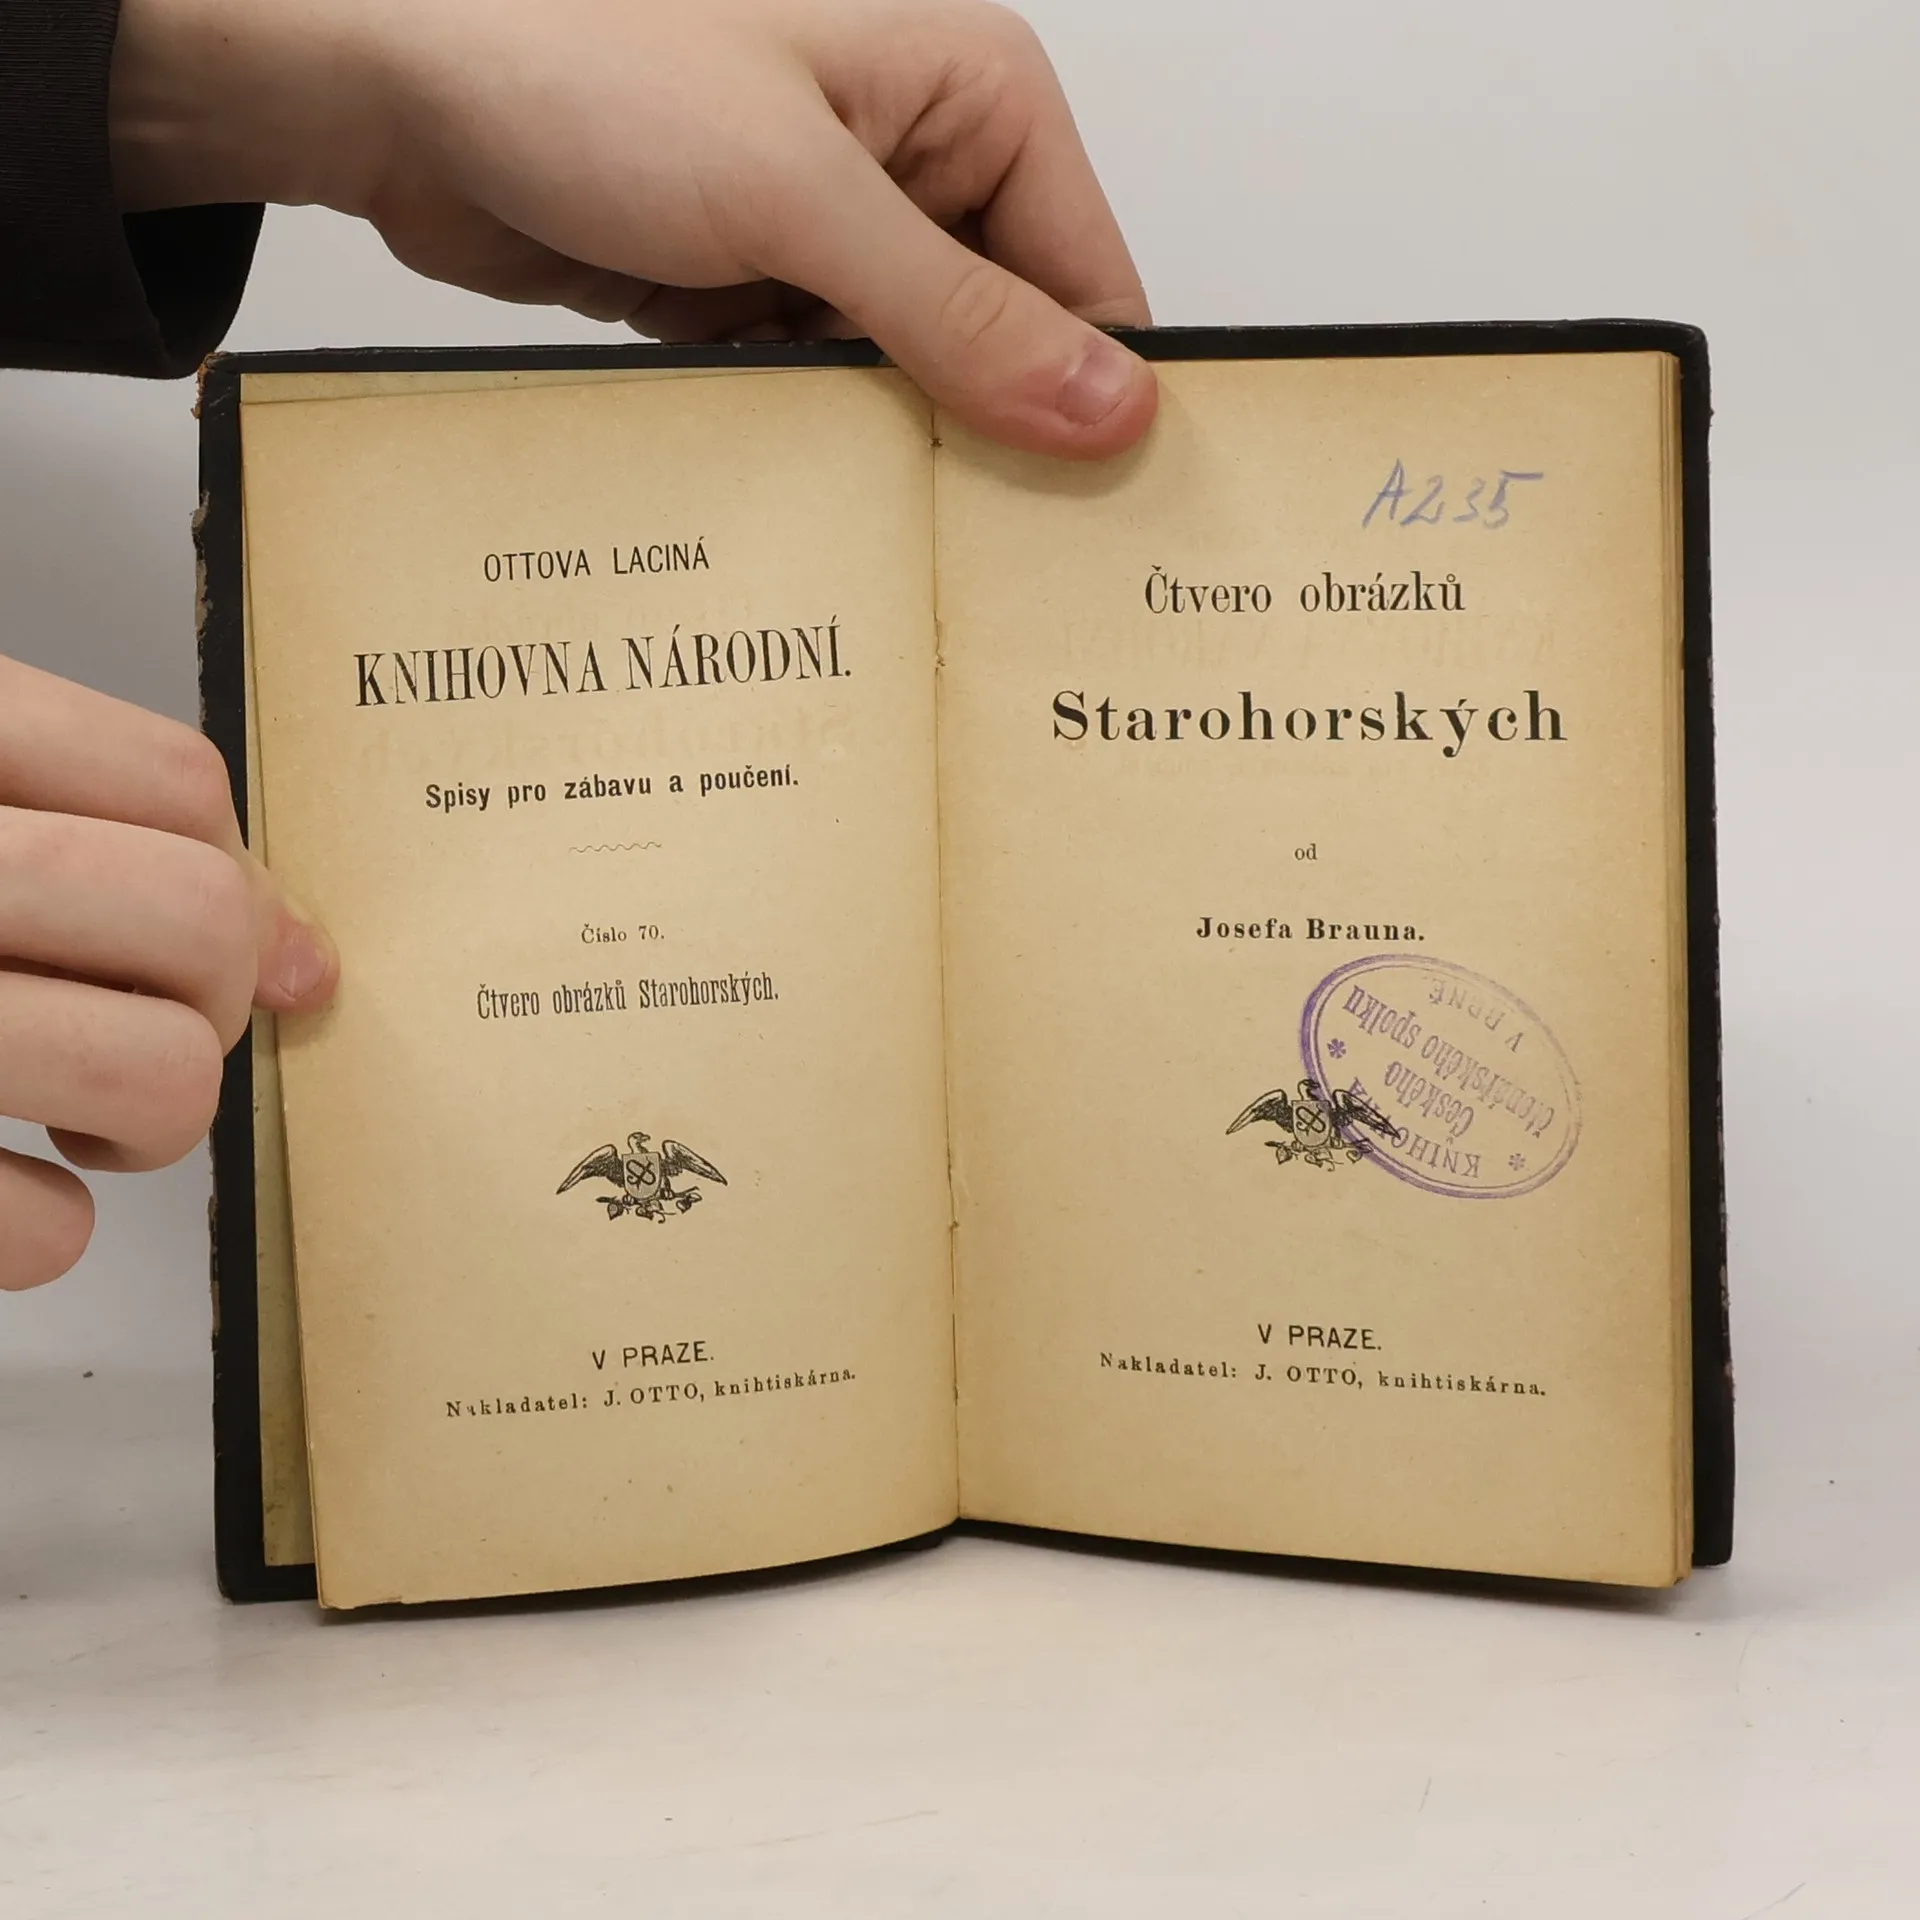 OTTOVA LACINÁ
KNIHOVNA NÁRODNÍ.
Spisy pro zábavu a poučení.
Číslo 70.
Čtvero obrázků Starohorských.
V PRAZE.
Nakladatel: J. OTTO, knihtiskárna.
A235
Čtvero obrázků
Starohorských
od
Josefa Brauna.
KNIHOVNA
Českého
čtenářského spolku
V BRNĚ
V PRAZE.
Nakladatel: J. OTTO, knihtiskárna.